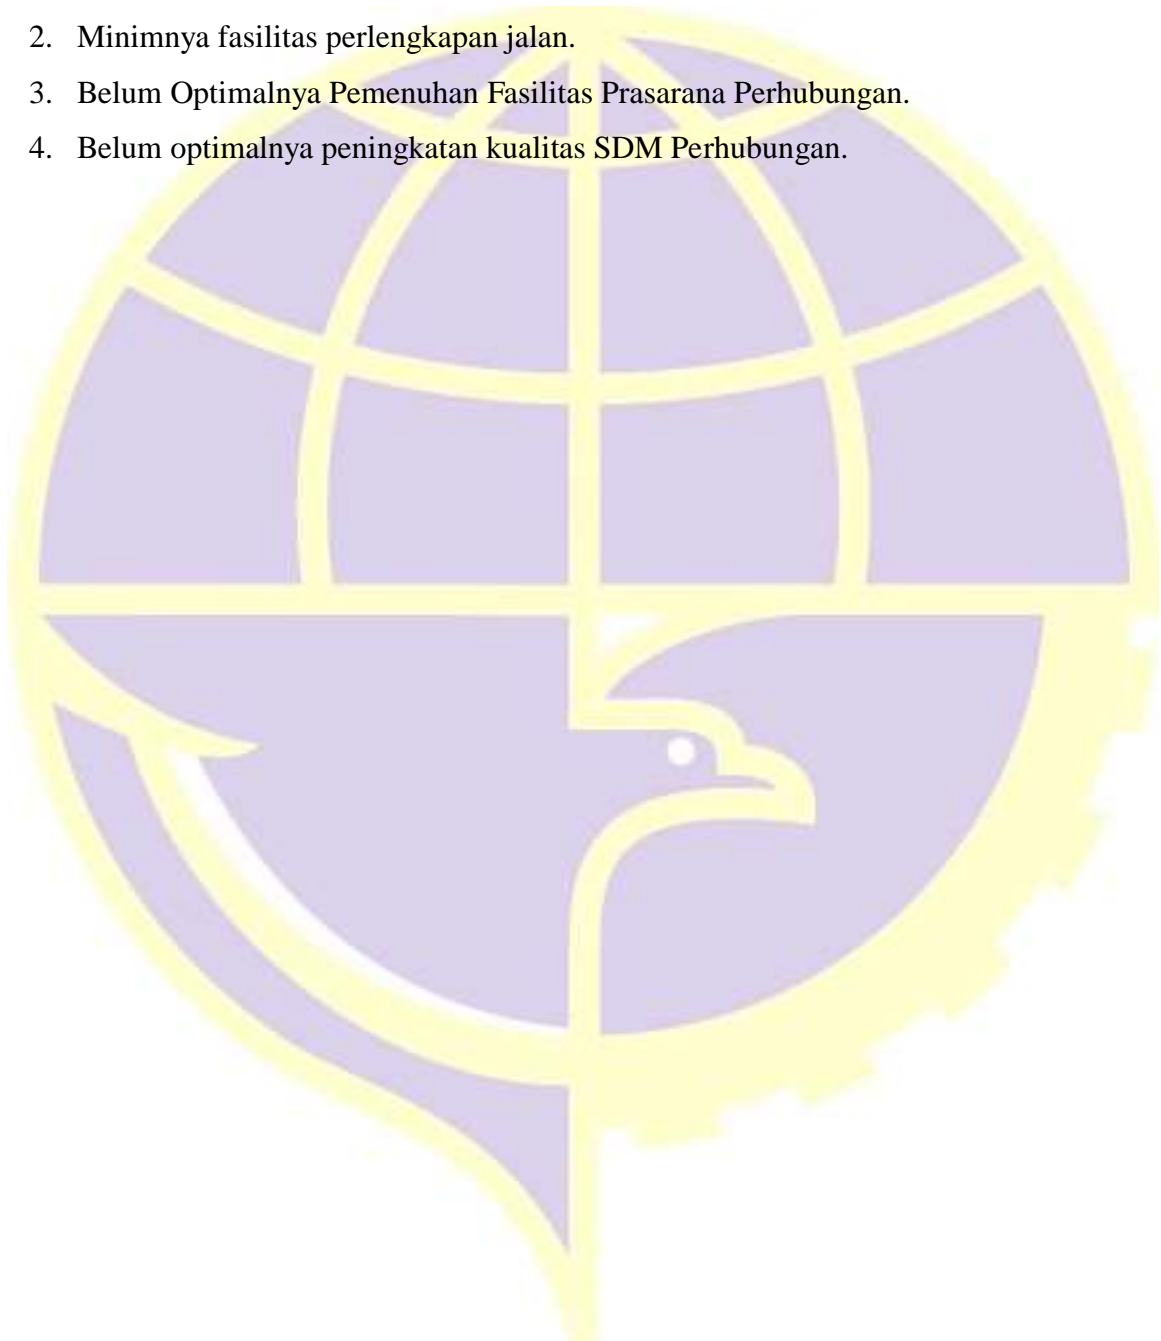 2. Minimnya fasilitas perlengkapan jalan.
3. Belum Optimalnya Pemenuhan Fasilitas Prasarana Perhubungan.
4. Belum optimalnya peningkatan kualitas SDM Perhubungan.